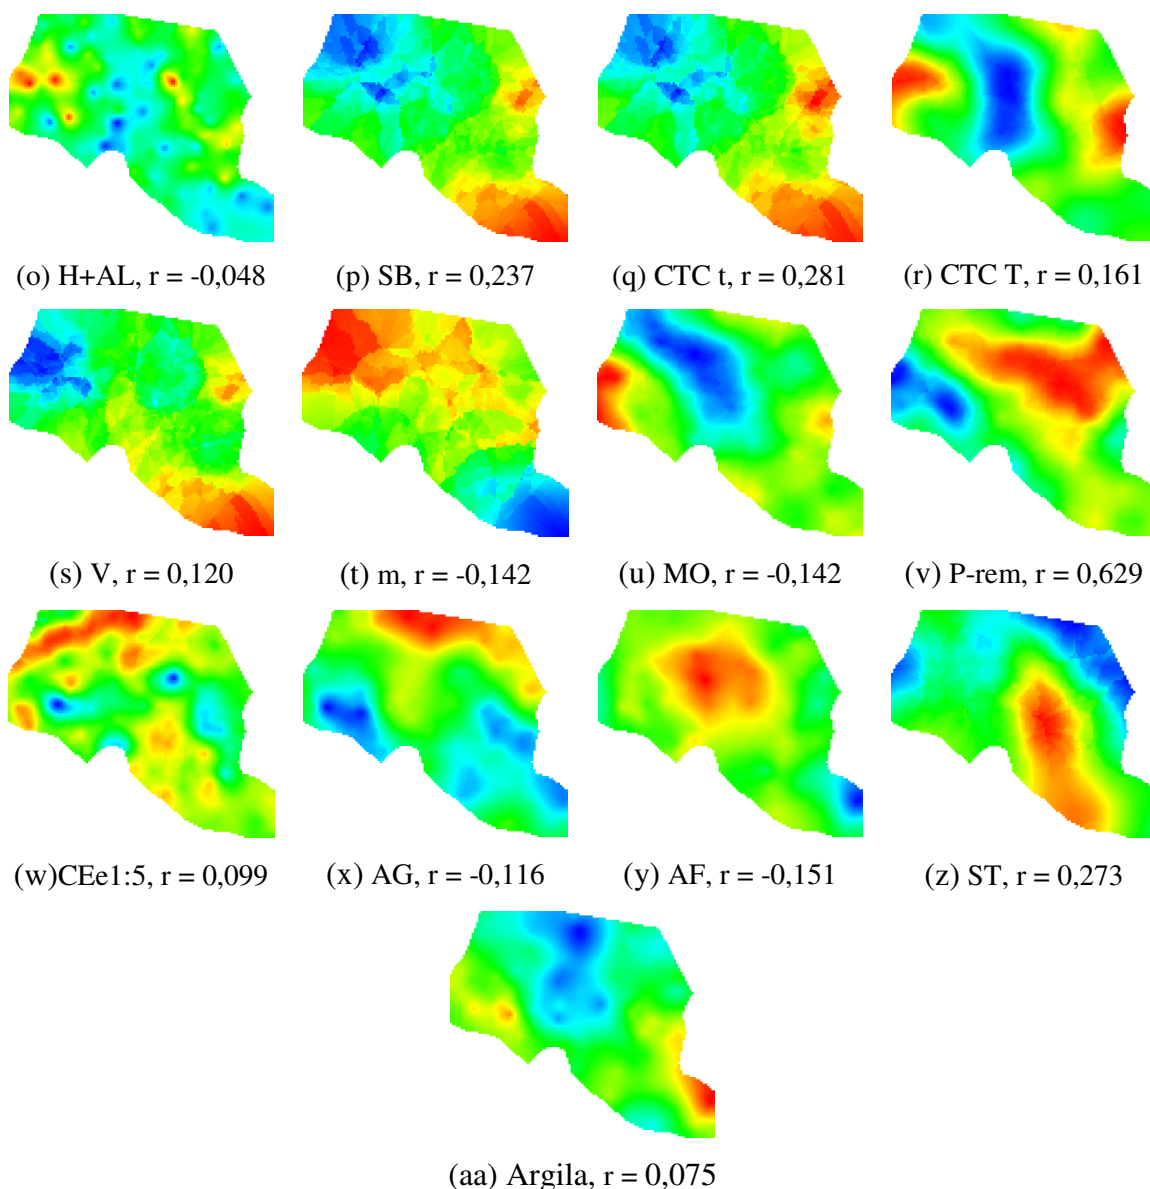 (o) H+AL, r = -0,048 (p) SB, r = 0,237 (q) CTC t, r = 0,281 (r) CTC T, r = 0,161
(s) V, r = 0,120 (t) m, r = -0,142 (u) MO, r = -0,142 (v) P-rem, r = 0,629
(w)CEe1:5, r = 0,099 (x) AG, r = -0,116 (y) AF, r = -0,151 (z) ST, r = 0,273
(aa) Argila, r = 0,075